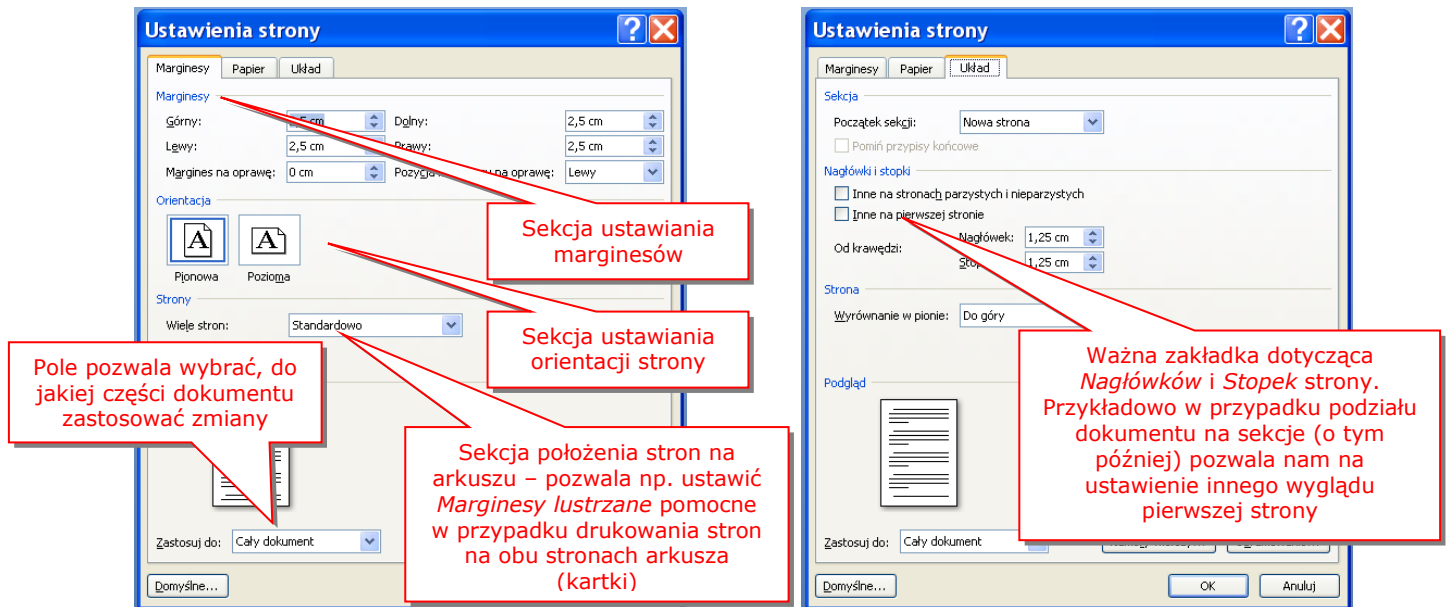 Ustawienia strony
Marginesy Papier Układ
Marginesy
Górny: 2,5 cm Dolny: 2,5 cm
Lewy: 2,5 cm Prawy: 2,5 cm
Margines na oprawę: 0 cm na oprawę: Lewy
Orientacja
Pionowa Pozioma
Strony
Wiele stron: Standardowo
Zastosuj do: Cały dokument
Domyślne...
Sekcja ustawiania
marginesów
Sekcja ustawiania
orientacji strony
Pole pozwala wybrać, do
jakiej części dokumentu
zastosować zmiany
Sekcja położenia stron na
arkuszu – pozwala np. ustawić
Marginesy lustrzane pomocne
w przypadku drukowania stron
na obu stronach arkusza
(kartki)
Ustawienia strony
Marginesy Papier Układ
Sekcja
Początek sekcji: Nowa strona
Pomiń przypisy końcowe
Nagłówki i stopki
Inne na stronach parzystych i nieparzystych
Inne na pierwszej stronie
Od krawędzi:
Nagłówek: 1,25 cm
1,25 cm
Strona
Wyrównanie w pionie: Do góry
Podgląd
Zastosuj do: Cały dokument
Domyślne... OK Anuluj
Ważna zakładka dotycząca
Nagłówków i Stopek strony.
Przykładowo w przypadku podziału
dokumentu na sekcje (o tym
później) pozwala nam na
ustawienie innego wyglądu
pierwszej strony